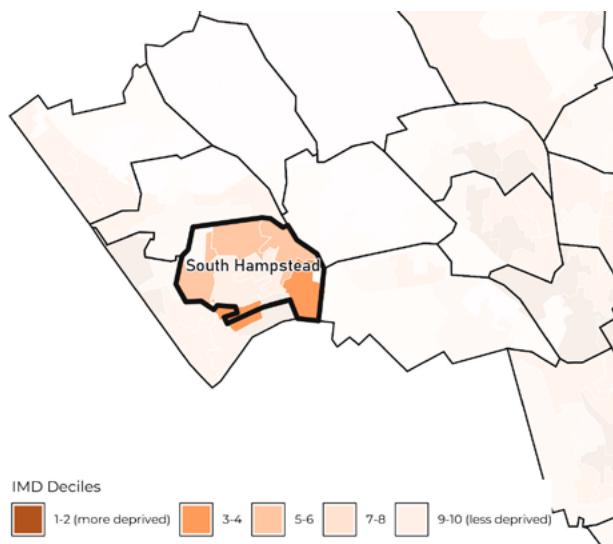 South Hampstead
IMD Deciles
1-2 (more deprived) 3-4 5-6 7-8 9-10 (less deprived)